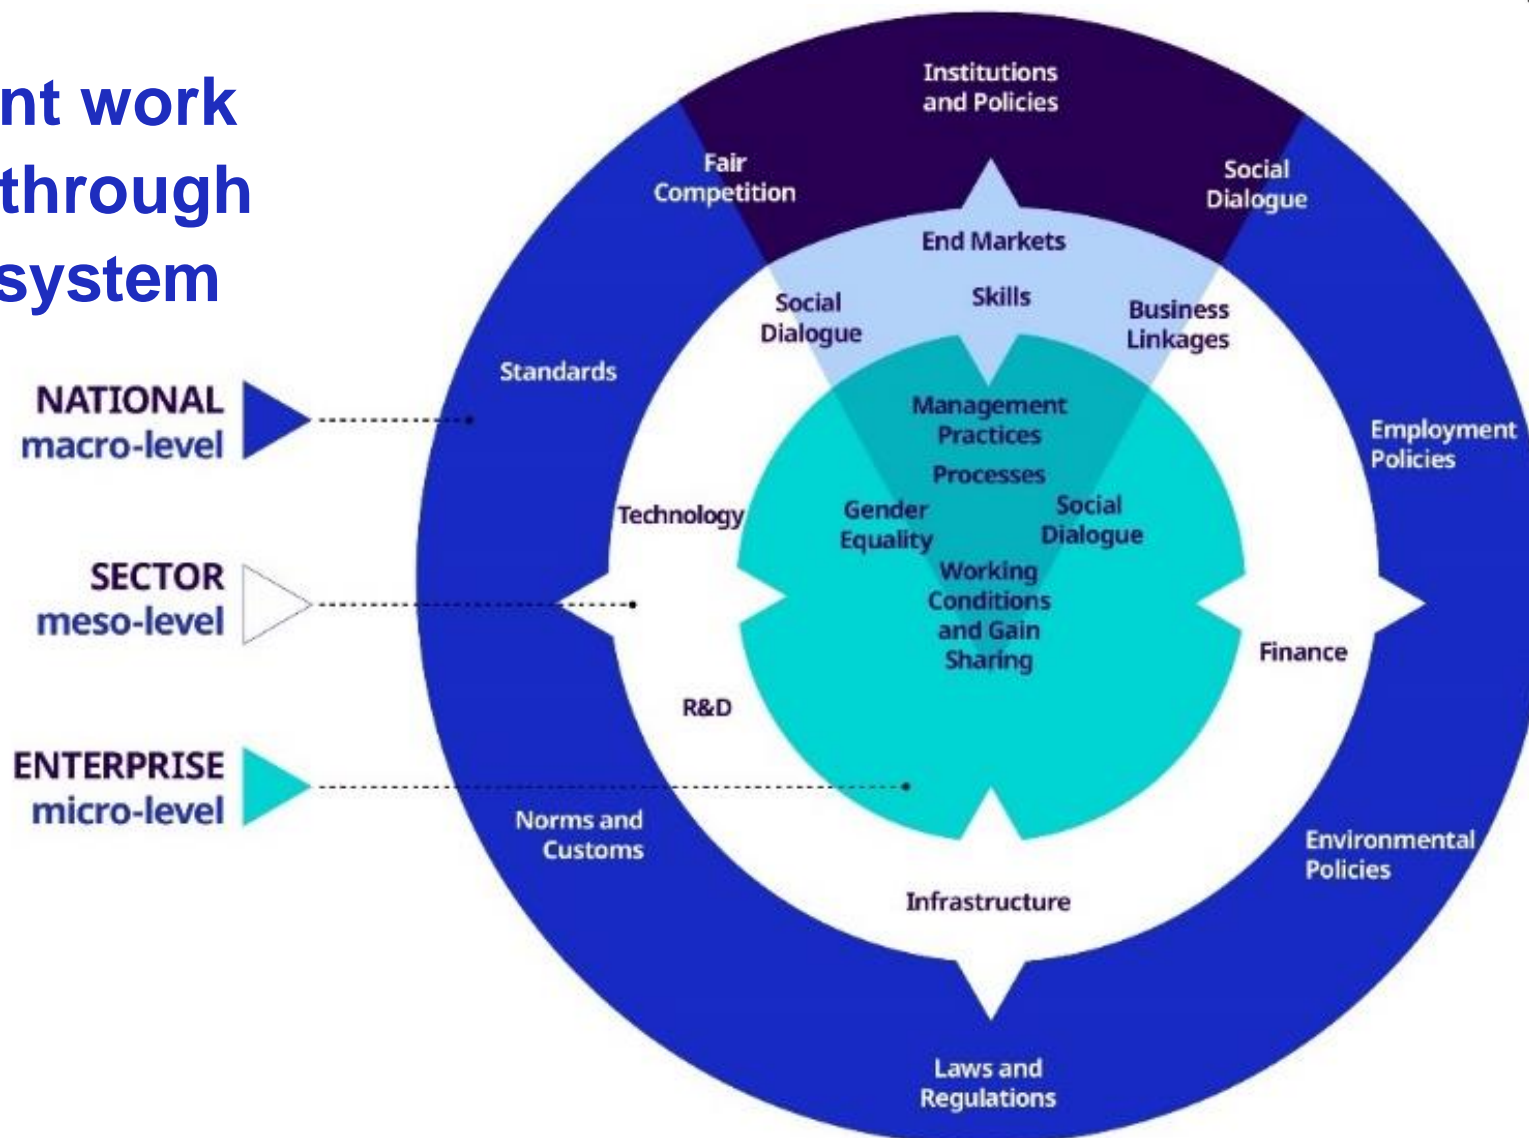 nt work
through
system
NATIONAL
macro-level
SECTOR
meso-level
ENTERPRISE
micro-level
Institutions
and Policies
Fair
Competition
Social
Dialogue
Standards
Employment
Policies
Norms and
Customs
Environmental
Policies
Laws and
Regulations
End Markets
Skills
Social
Dialogue
Business
Linkages
Technology
R&D
Finance
Infrastructure
Management
Practices
Processes
Gender
Equality
Social
Dialogue
Working
Conditions
and Gain
Sharing